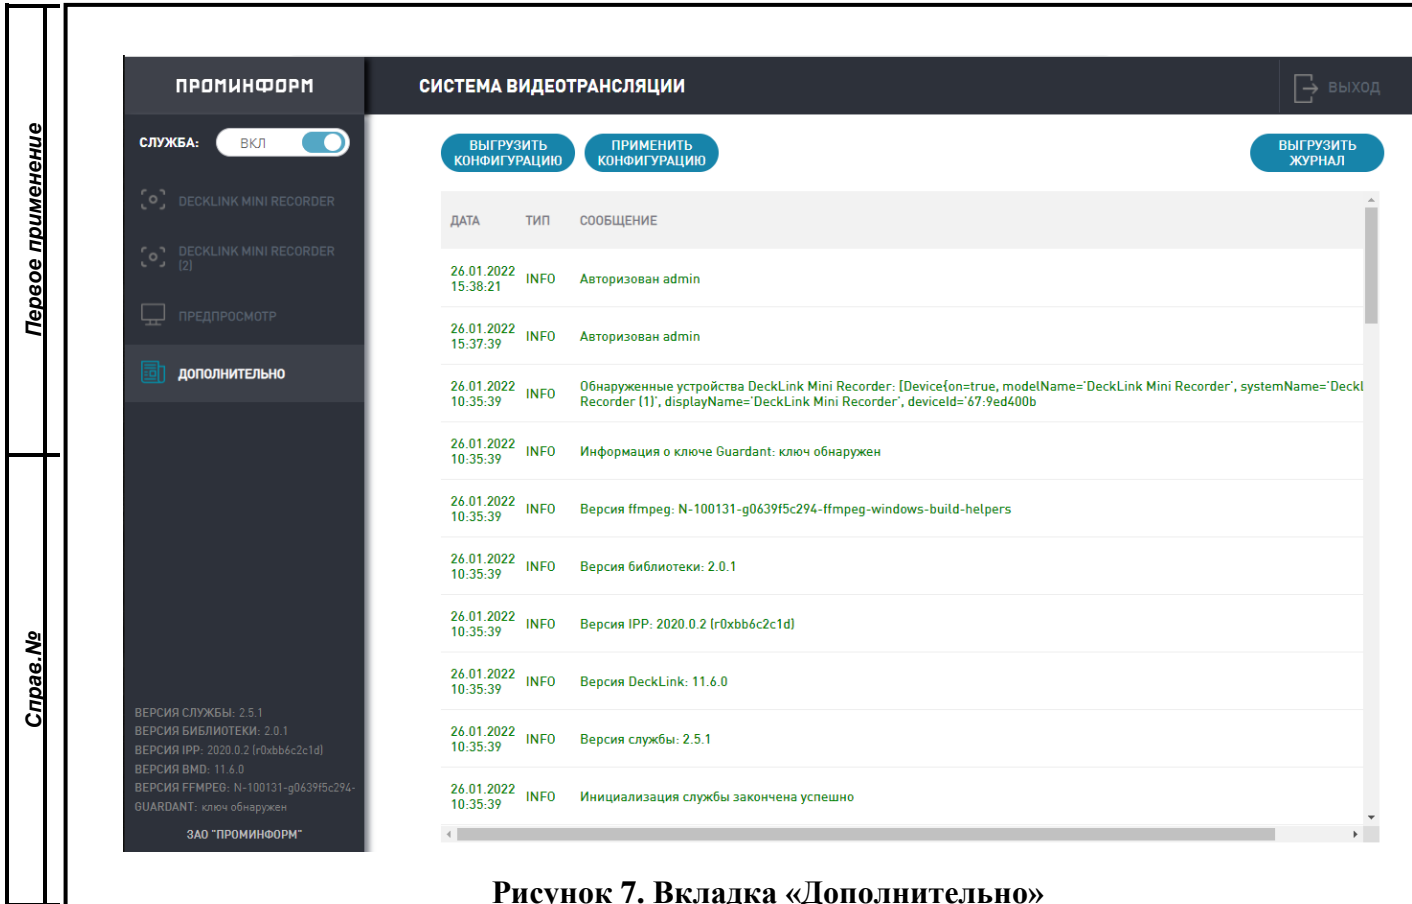 Первое применение
Справ.№
ПРОМИНФОРМ
СИСТЕМА ВИДЕОТРАНСЛЯЦИИ
ВЫХОД
СЛУЖБА:
ВКЛ
DECKLINK MINI RECORDER
DECKLINK MINI RECORDER
(2)
ПРЕДПРОСМОТР
ДОПОЛНИТЕЛЬНО
ВЕРСИЯ СЛУЖБЫ: 2.5.1
ВЕРСИЯ БИБЛИОТЕКИ: 2.0.1
ВЕРСИЯ IPP: 2020.0.2 (r0xbb6c2c1d)
ВЕРСИЯ BMD: 11.6.0
ВЕРСИЯ FFMPEG: N-100131-g0639f5c294-
GUARDANT: ключ обнаружен
ЗАО "ПРОМИНФОРМ"
ВЫГРУЗИТЬ
КОНФИГУРАЦИЮ
ПРИМЕНИТЬ
КОНФИГУРАЦИЮ
ВЫГРУЗИТЬ
ЖУРНАЛ
ДАТА ТИП СООБЩЕНИЕ
26.01.2022
15:38:21
INFO
Авторизован admin
26.01.2022
15:37:39
INFO
Авторизован admin
26.01.2022
10:35:39
INFO
Обнаруженные устройства DeckLink Mini Recorder: [Device{on=true, modelName='DeckLink Mini Recorder', systemName='DeckL
Recorder (1)', displayName='DeckLink Mini Recorder', deviceId='67:9ed400b
26.01.2022
10:35:39
INFO
Информация о ключе Guardant: ключ обнаружен
26.01.2022
10:35:39
INFO
Версия ffmpeg: N-100131-g0639f5c294-ffmpeg-windows-build-helpers
26.01.2022
10:35:39
INFO
Версия библиотеки: 2.0.1
26.01.2022
10:35:39
INFO
Версия IPP: 2020.0.2 (r0xbb6c2c1d)
26.01.2022
10:35:39
INFO
Версия DeckLink: 11.6.0
26.01.2022
10:35:39
INFO
Версия службы: 2.5.1
26.01.2022
10:35:39
INFO
Инициализация службы закончена успешно
Рисунок 7. Вкладка «Дополнительно»